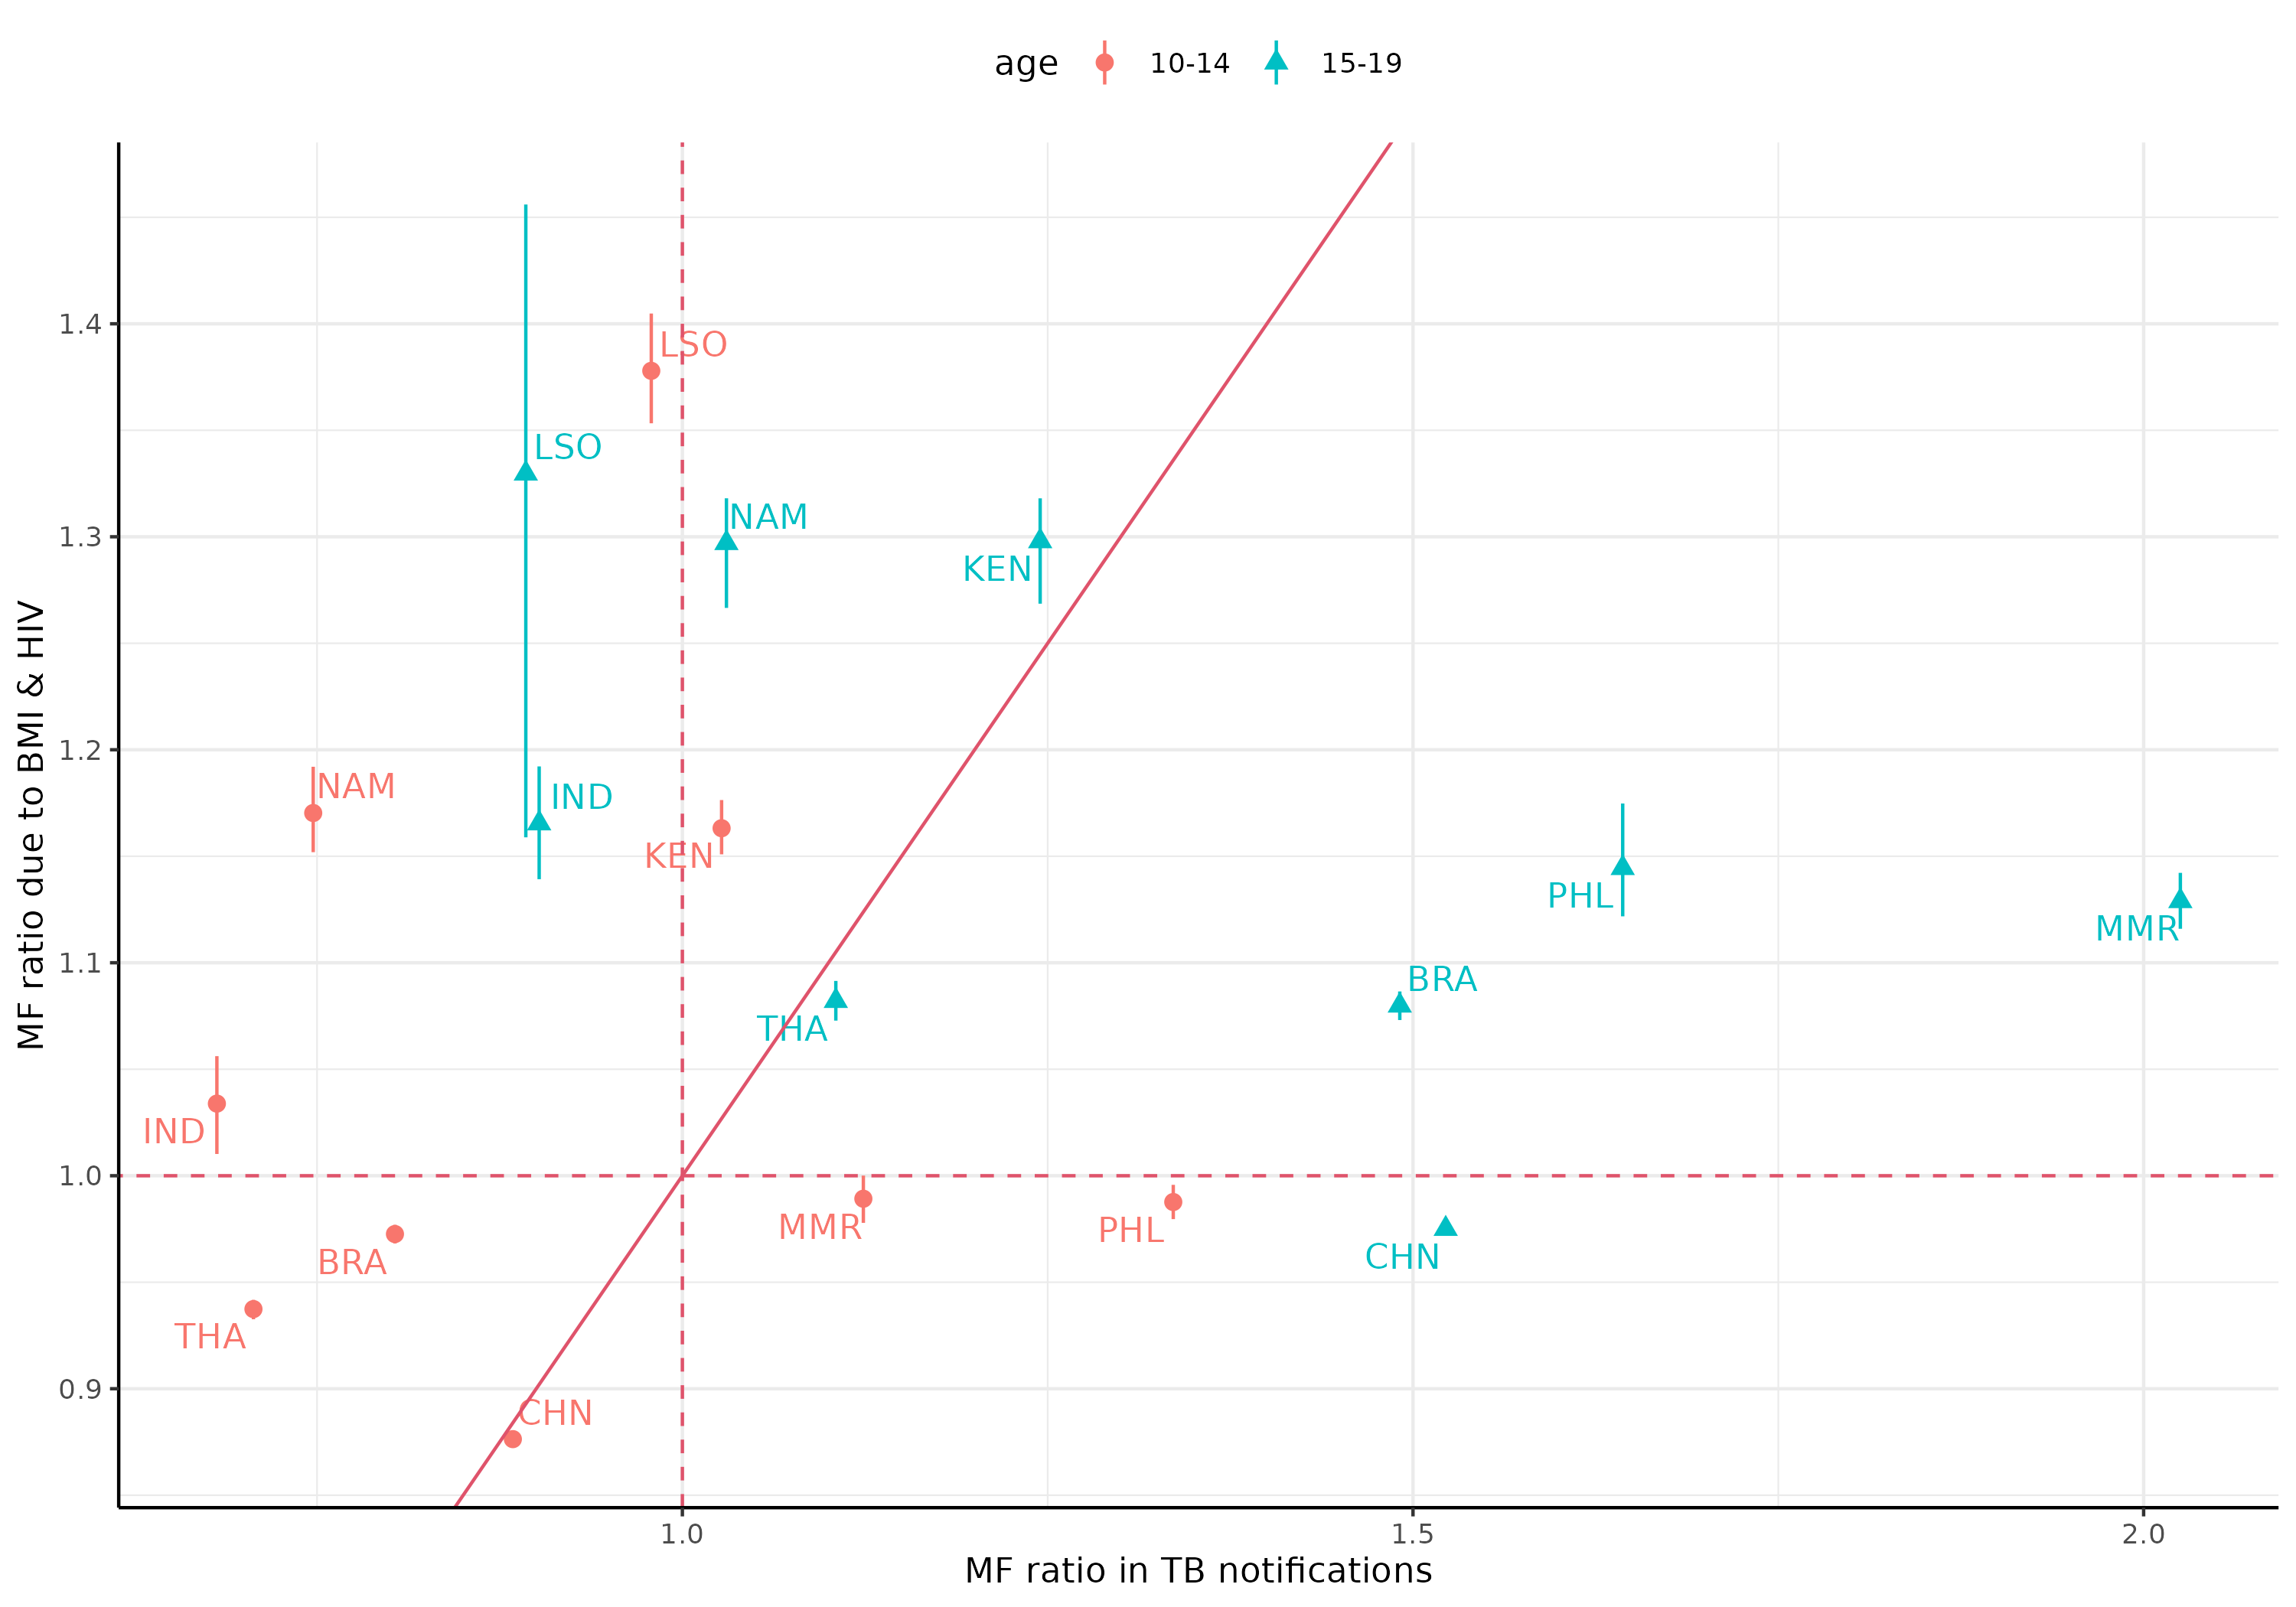 age 10-14 15-19
MF ratio due to BMI & HIV
1.4
1.3
1.2
1.1
1.0
0.9
LSO
LSO
NAM
KEN
NAM
IND
KEN
PHL
MMR
BRA
THA
IND
MMR
PHL
CHN
BRA
THA
CHN
1.0 1.5 2.0
MF ratio in TB notifications